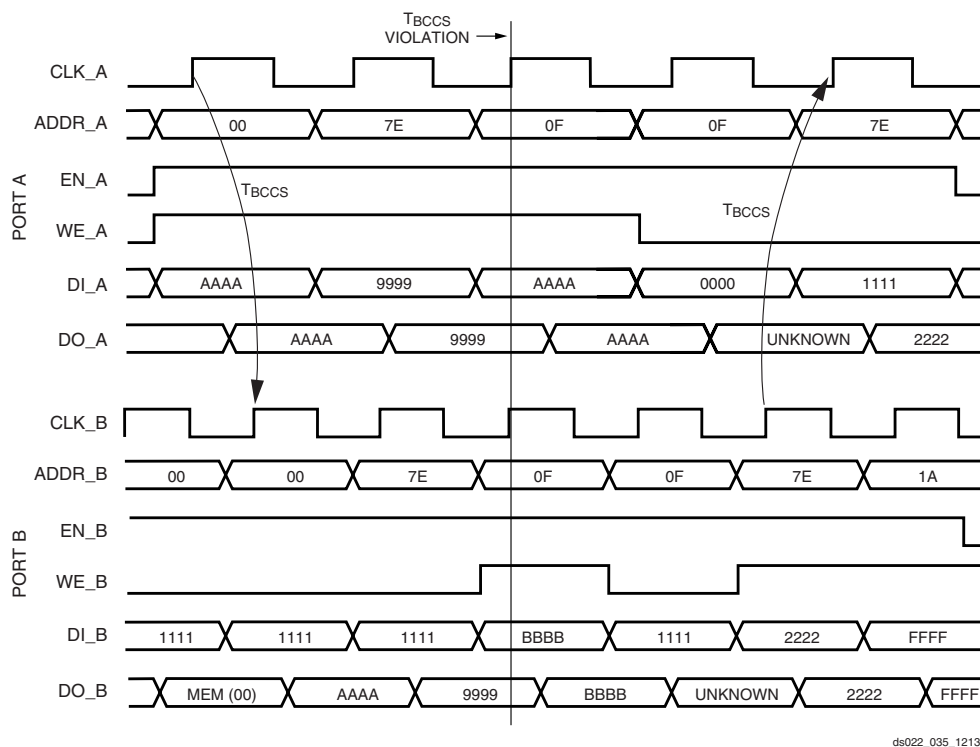 TBCCS
VIOLATION
CLK_A
ADDR_A 00 7E 0F 0F 7E
PORT A
EN_A
TBCCS
TBCCS
WE_A
DI_A AAAA 9999 AAAA 0000 1111
DO_A AAAA 9999 AAAA UNKNOWN 2222
CLK_B
ADDR_B 00 00 7E 0F 0F 7E 1A
PORT B
EN_B
WE_B
DI_B 1111 1111 1111 BBBB 1111 2222 FFFF
DO_B MEM (00) AAAA 9999 BBBB UNKNOWN 2222 FFFF
ds022_035_1213